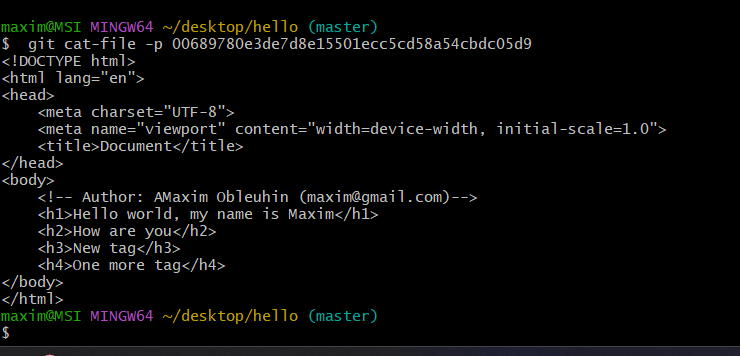 maxim@MSI MINGW64 ~/desktop/hello (master)
$  git cat-file -p 00689780e3de7d8e15501ecc5cd58a54cbdc05d9
<!DOCTYPE html>
<html lang="en">
<head>
    <meta charset="UTF-8">
    <meta name="viewport" content="width=device-width, initial-scale=1.0">
    <title>Document</title>
</head>
<body>
    <!-- Author: AMaxim Obleuhin (maxim@gmail.com)-->
    <h1>Hello world, my name is Maxim</h1>
    <h2>How are you</h2>
    <h3>New tag</h3>
    <h4>One more tag</h4>
</body>
</html>
maxim@MSI MINGW64 ~/desktop/hello (master)
$